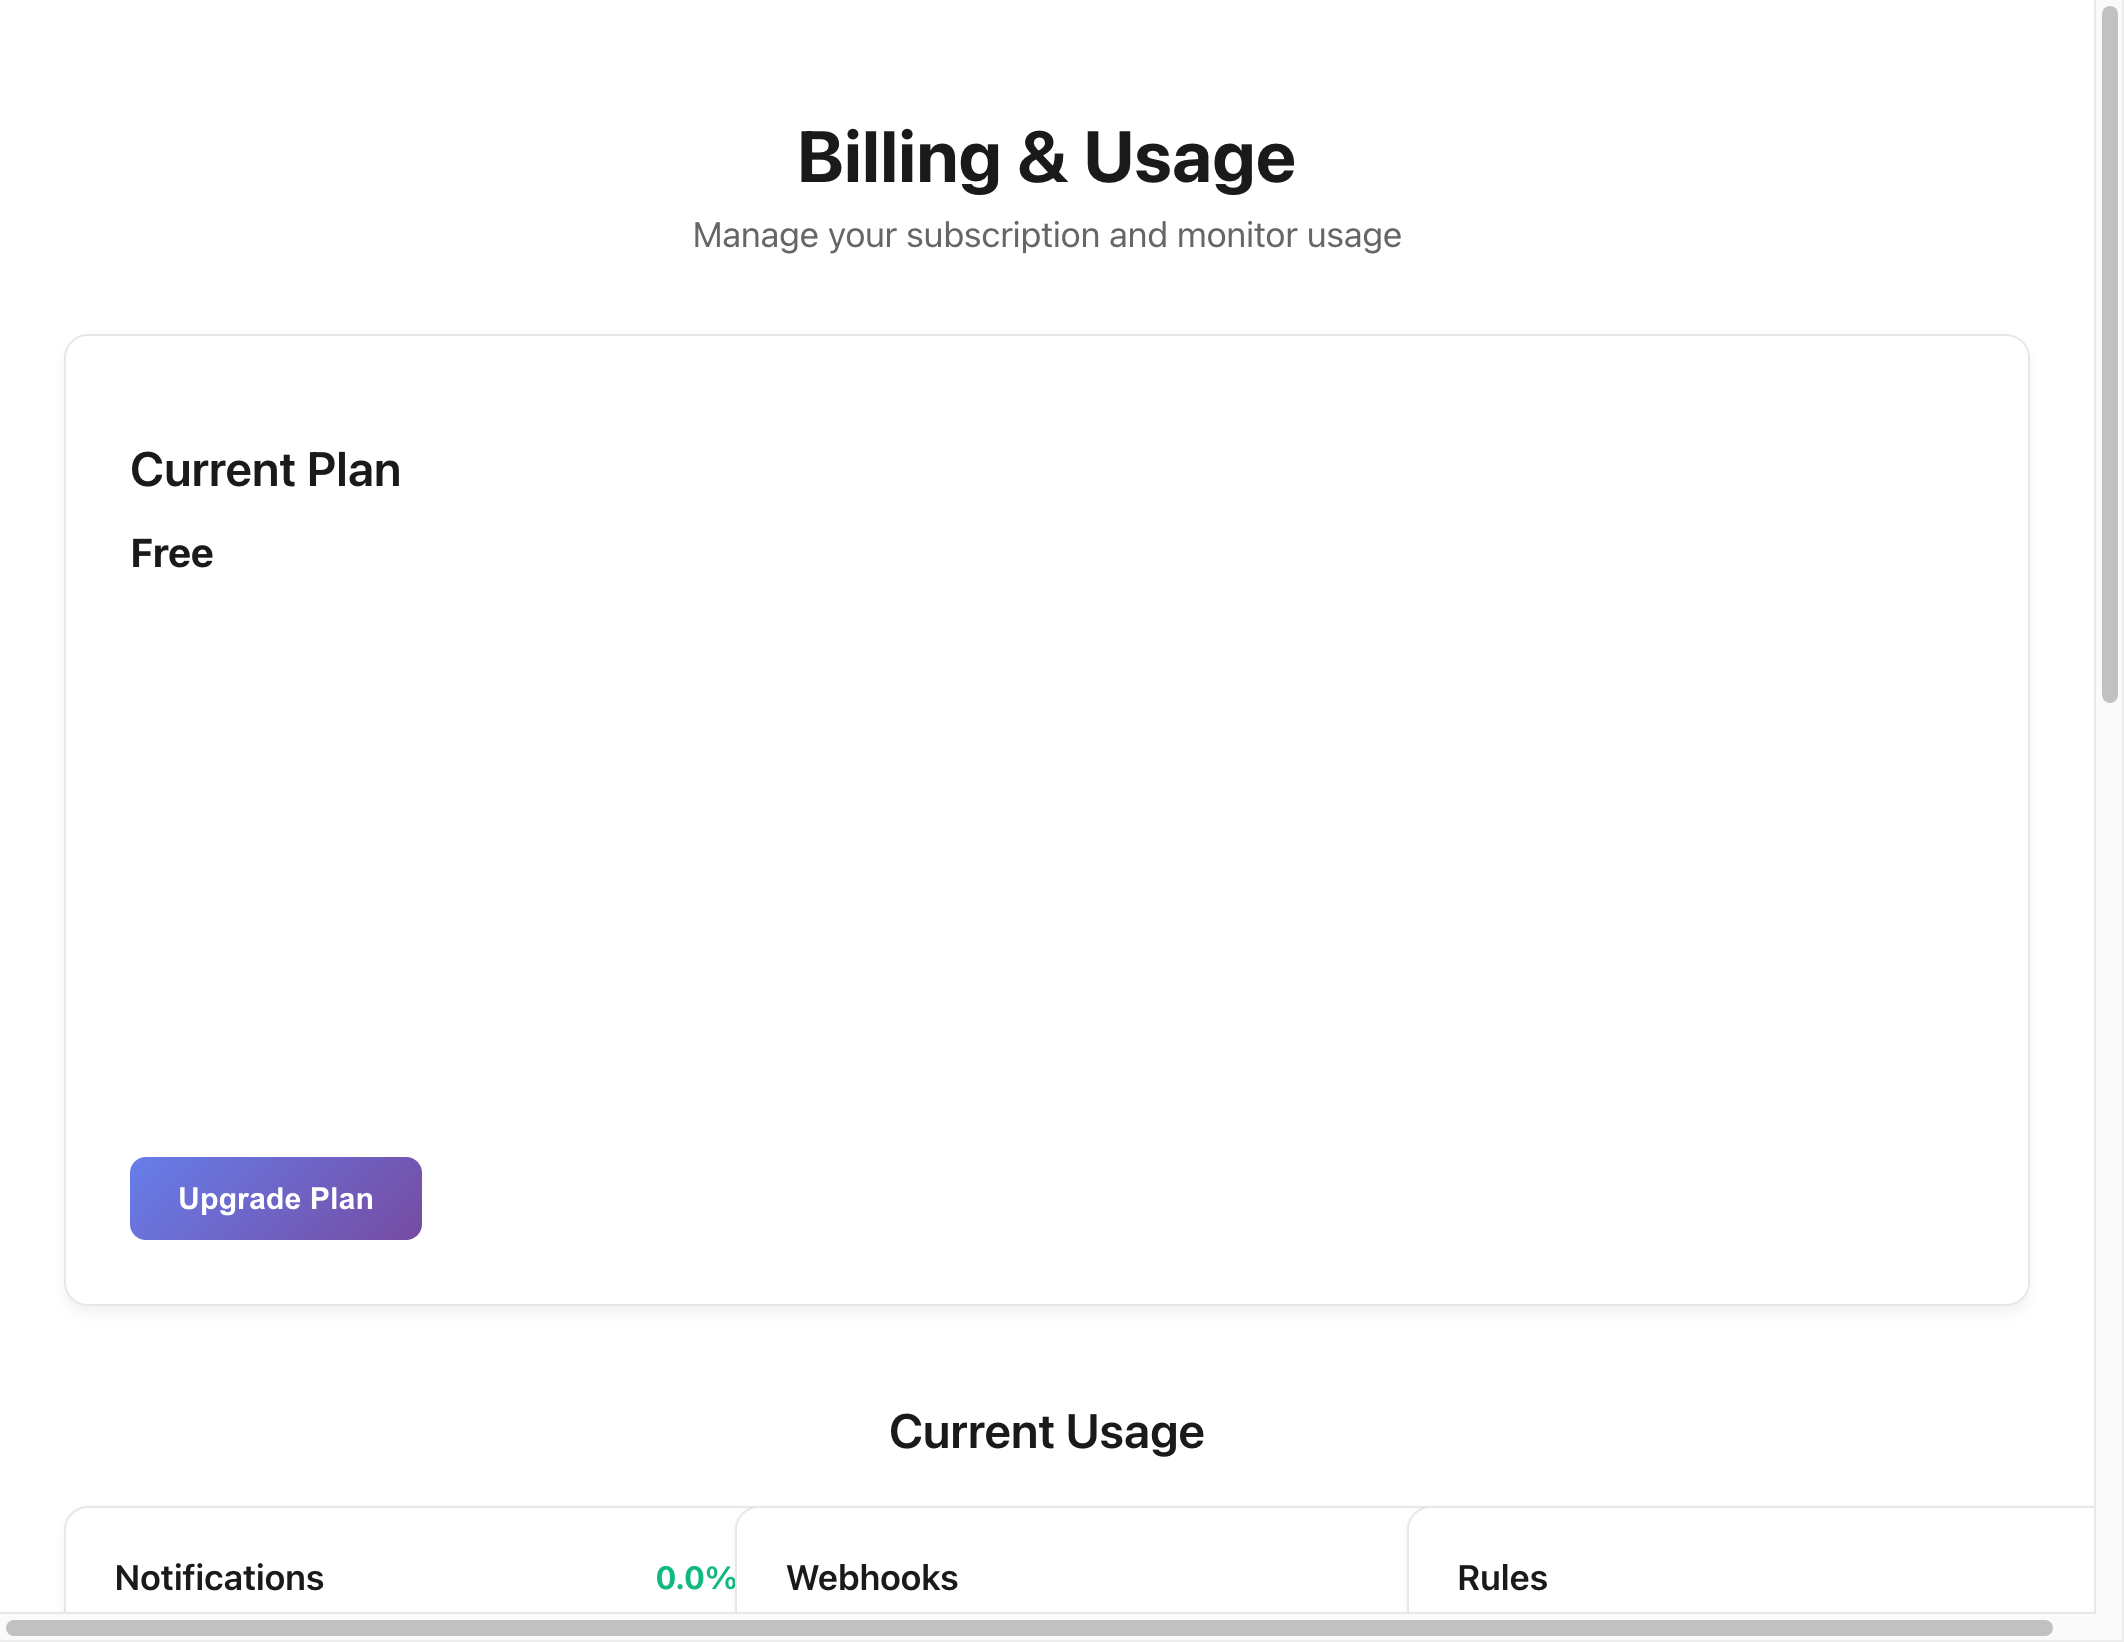 Billing & Usage
Manage your subscription and monitor usage
Current Plan
Free
Upgrade Plan
Current Usage
Notifications
0.0%
Webhooks
Rules